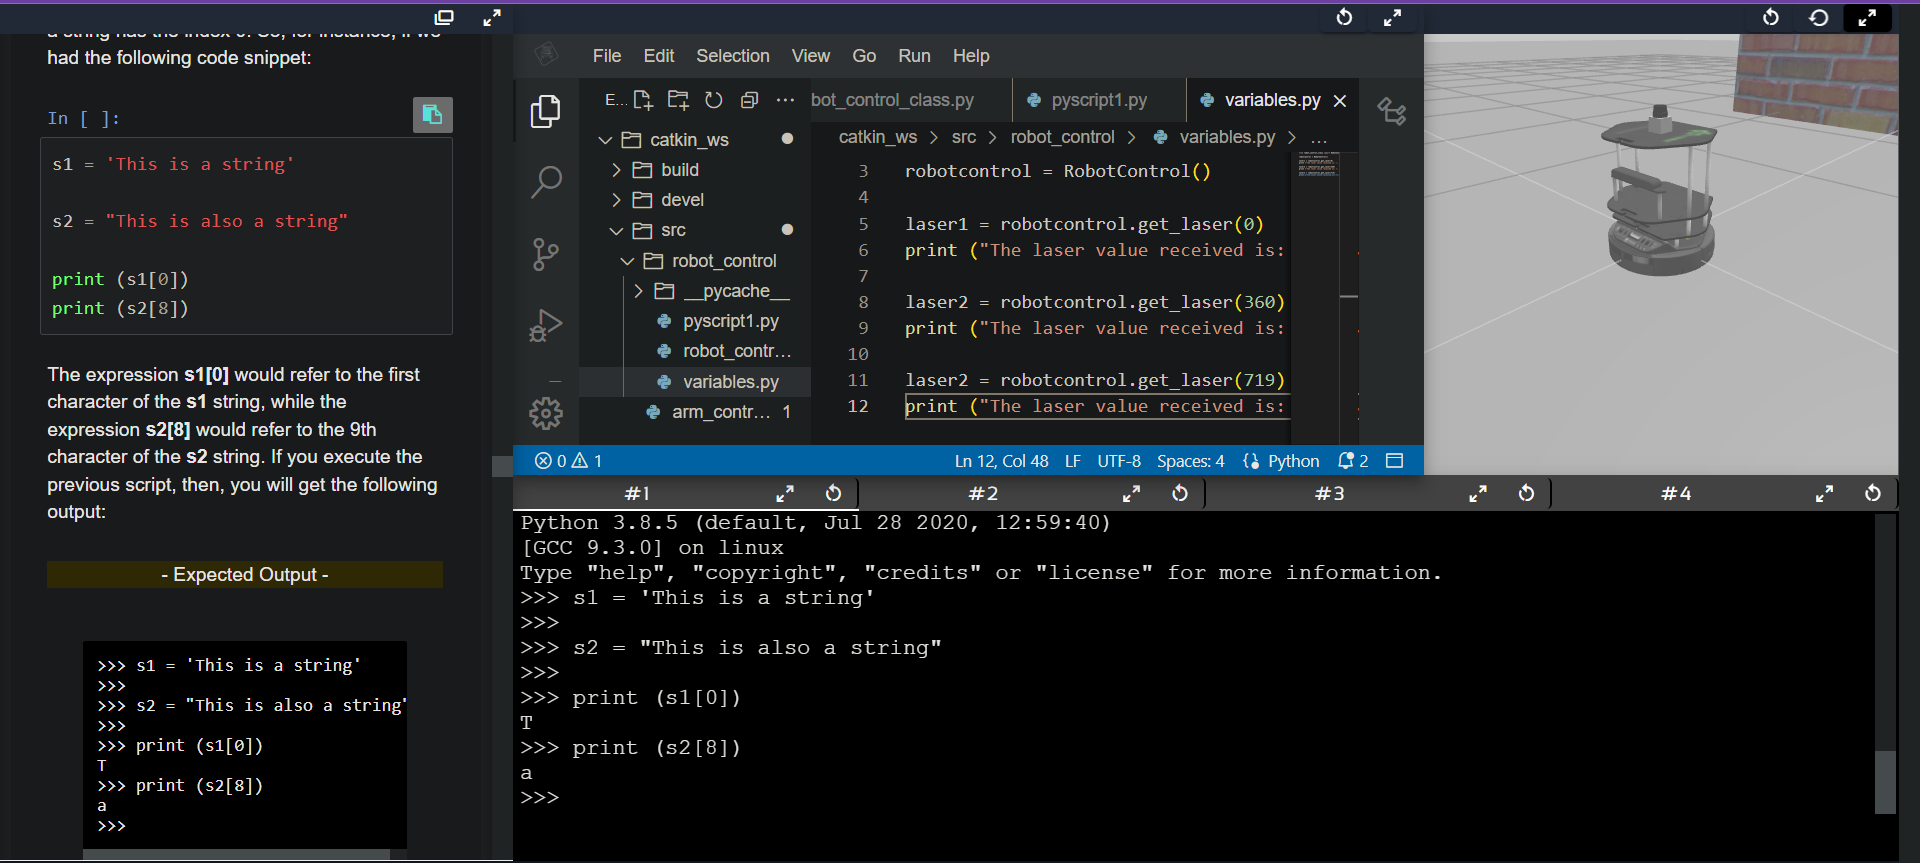 had the following code snippet:
In [ ]:
s1 = 'This is a string'
s2 = "This is also a string"
print (s1[0])
print (s2[8])
The expression s1[0] would refer to the first
character of the s1 string, while the
expression s2[8] would refer to the 9th
character of the s2 string. If you execute the
previous script, then, you will get the following
output:
- Expected Output -
>>> s1 = 'This is a string'
>>>
>>> s2 = "This is also a string'
>>>
>>> print (s1[0])
T
>>> print (s2[8])
a
>>>
File Edit Selection View Go Run Help
E...
catkin_ws
build
devel
src
robot_control
__pycache__
pyscript1.py
robot_contr...
variables.py
arm_contr... 1
bot_control_class.py pyscript1.py variables.py
catkin_ws > src > robot_control > variables.py > ...
3 robotcontrol = RobotControl()
4
5 laser1 = robotcontrol.get_laser(0)
6 print ("The laser value received is:
7
8 laser2 = robotcontrol.get_laser(360)
9 print ("The laser value received is:
10
11 laser2 = robotcontrol.get_laser(719)
12 print ("The laser value received is:
0 1 Ln 12, Col 48 LF UTF-8 Spaces: 4 Python 2
#1 #2 #3 #4
Python 3.8.5 (default, Jul 28 2020, 12:59:40)
[GCC 9.3.0] on linux
Type "help", "copyright", "credits" or "license" for more information.
>>> s1 = 'This is a string'
>>>
>>> s2 = "This is also a string"
>>>
>>> print (s1[0])
T
>>> print (s2[8])
a
>>>